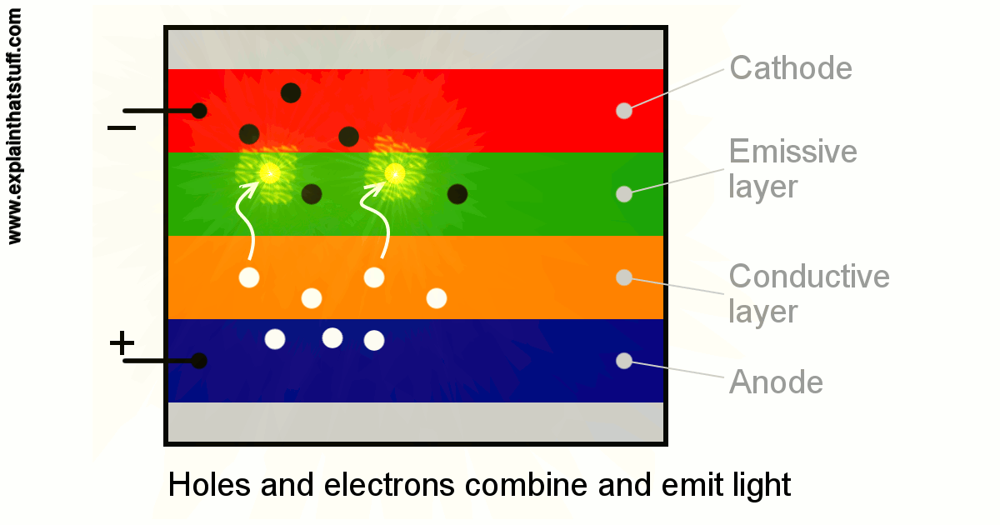 www.explainthatstuff.com
Cathode
–
Emissive
layer
Conductive
layer
+
Anode
Holes and electrons combine and emit light